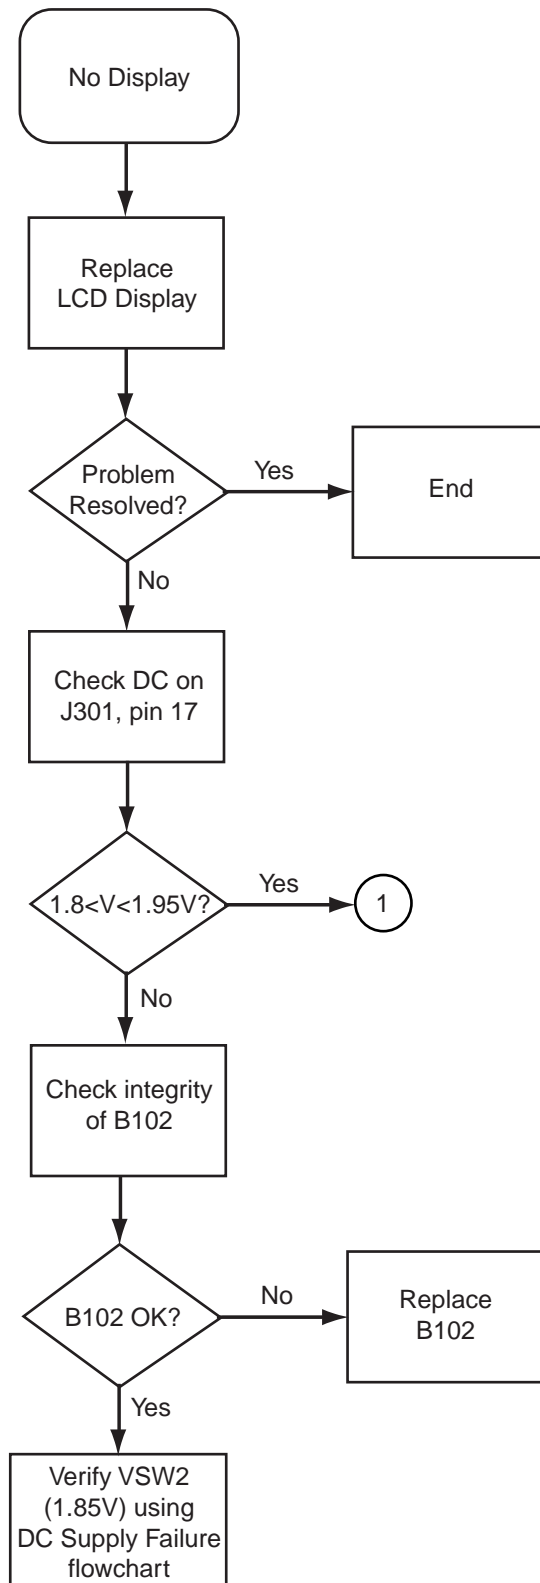 No Display
Replace
LCD Display
Problem
Resolved?
Yes
End
No
Check DC on
J301, pin 17
1.8<V<1.95V?
Yes
1
No
Check integrity
of B102
B102 OK?
No
Replace
B102
Yes
Verify VSW2
(1.85V) using
DC Supply Failure
flowchart